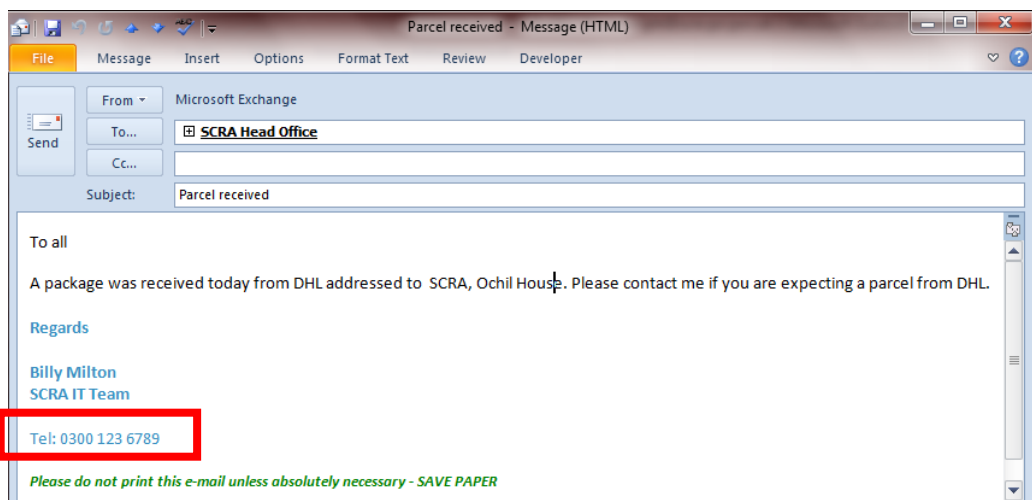 Parcel received - Message (HTML)
File Message Insert Options Format Text Review Developer
From Microsoft Exchange
Send
To... SCRA Head Office
Cc...
Subject: Parcel received
To all
A package was received today from DHL addressed to SCRA, Ochil House. Please contact me if you are expecting a parcel from DHL.
Regards
Billy Milton
SCRA IT Team
Tel: 0300 123 6789
Please do not print this e-mail unless absolutely necessary - SAVE PAPER